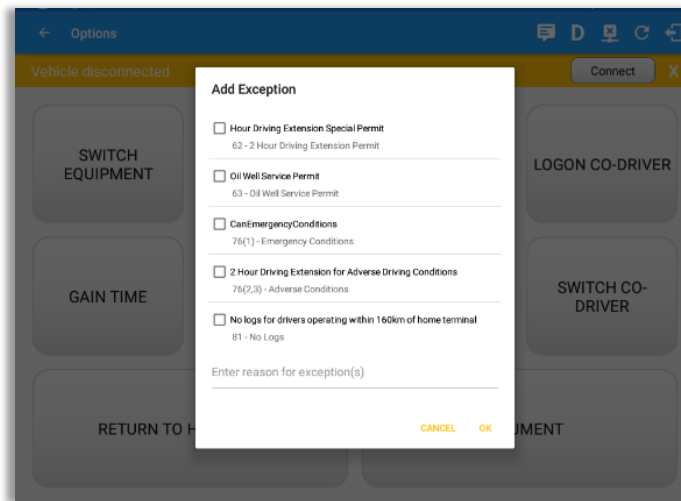 Options
D
Vehicle disconnected
Connect
X
SWITCH
EQUIPMENT
LOGON CO-DRIVER
GAIN TIME
SWITCH CO-
DRIVER
RETURN TO H
UMENT
Add Exception
Hour Driving Extension Special Permit
62 - 2 Hour Driving Extension Permit
Oil Well Service Permit
63 - Oil Well Service Permit
CanEmergencyConditions
76(1) - Emergency Conditions
2 Hour Driving Extension for Adverse Driving Conditions
76(2,3) - Adverse Conditions
No logs for drivers operating within 160km of home terminal
81 - No Logs
Enter reason for exception(s)
CANCEL
OK